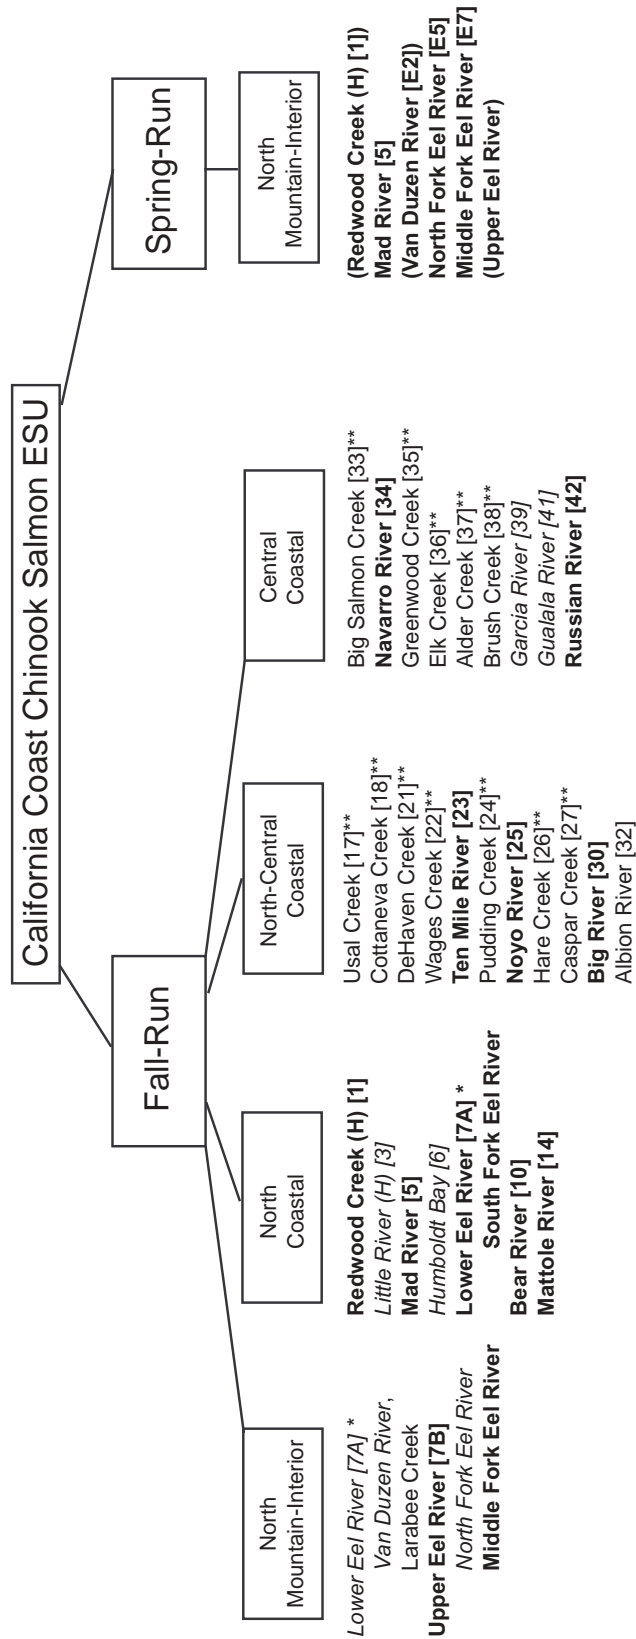 California Coast Chinook Salmon ESU
Fall-Run
Spring-Run
North
Mountain-Interior
Lower Eel River [7A] *
Van Duzen River,
Larabee Creek
Upper Eel River [7B]
North Fork Eel River
Middle Fork Eel River
North
Coastal
Redwood Creek (H) [1]
Little River (H) [3]
Mad River [5]
Humboldt Bay [6]
Lower Eel River [7A] *
South Fork Eel River
Bear River [10]
Mattole River [14]
North-Central
Coastal
Usal Creek [17]**
Cottaneva Creek [18]**
DeHaven Creek [21]**
Wages Creek [22]**
Ten Mile River [23]
Pudding Creek [24]**
Noyo River [25]
Hare Creek [26]**
Caspar Creek [27]**
Big River [30]
Albion River [32]
Central
Coastal
Big Salmon Creek [33]**
Navarro River [34]
Greenwood Creek [35]**
Elk Creek [36]**
Alder Creek [37]**
Brush Creek [38]**
Garcia River [39]
Gualala River [41]
Russian River [42]
North
Mountain-Interior
(Redwood Creek (H) [1])
Mad River [5]
(Van Duzen River [E2])
North Fork Eel River [E5]
Middle Fork Eel River [E7]
(Upper Eel River)